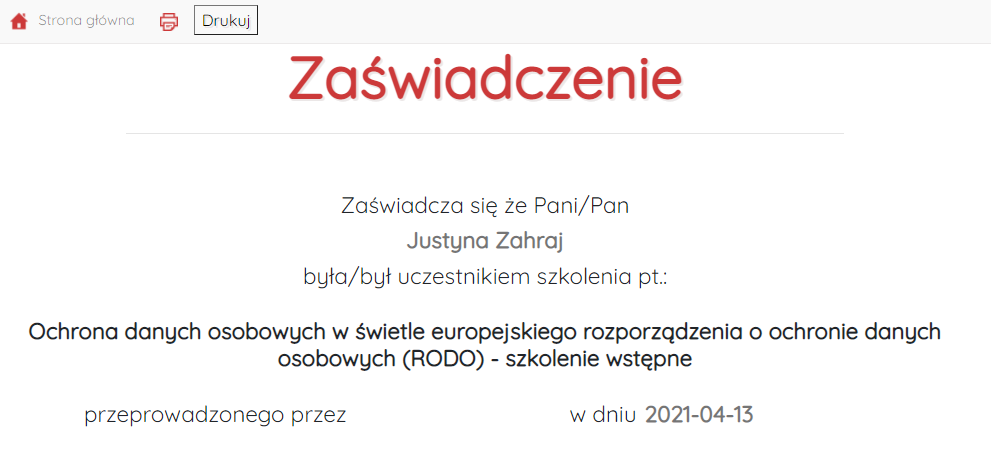 Strona główna Drukuj
Zaświadczenie
Zaświadcza się że Pani/Pan
Justyna Zahraj
była/był uczestnikiem szkolenia pt.:
Ochrona danych osobowych w świetle europejskiego rozporządzenia o ochronie danych
osobowych (RODO) - szkolenie wstępne
przeprowadzonego przez w dniu 2021-04-13